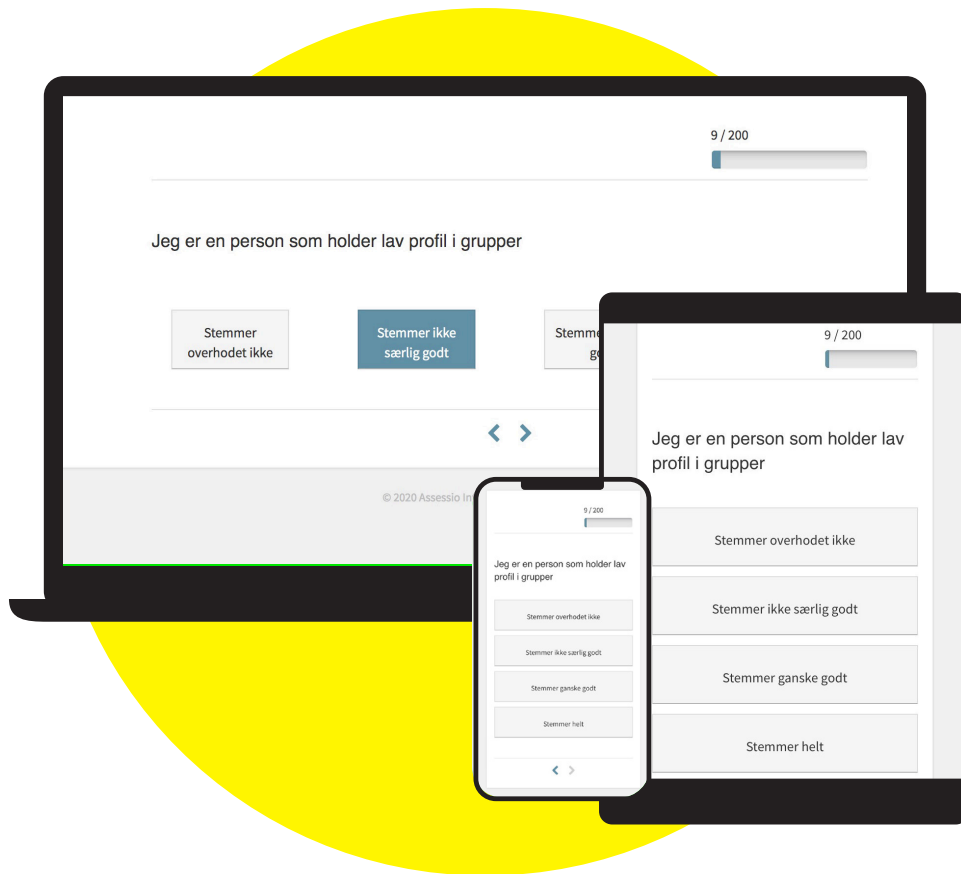 9 / 200
Jeg er en person som holder lav profil i grupper
Stemmer
overhodet ikke
Stemmer ikke
særlig godt
© 2020 Assessio
9 / 200
Jeg er en person som holder lav
profil i grupper
Stemmer overhodet ikke
Stemmer ikke særlig godt
Stemmer ganske godt
Stemmer helt
9 / 200
Jeg er en person som holder lav
profil i grupper
Stemmer overhodet ikke
Stemmer ikke særlig godt
Stemmer ganske godt
Stemmer helt